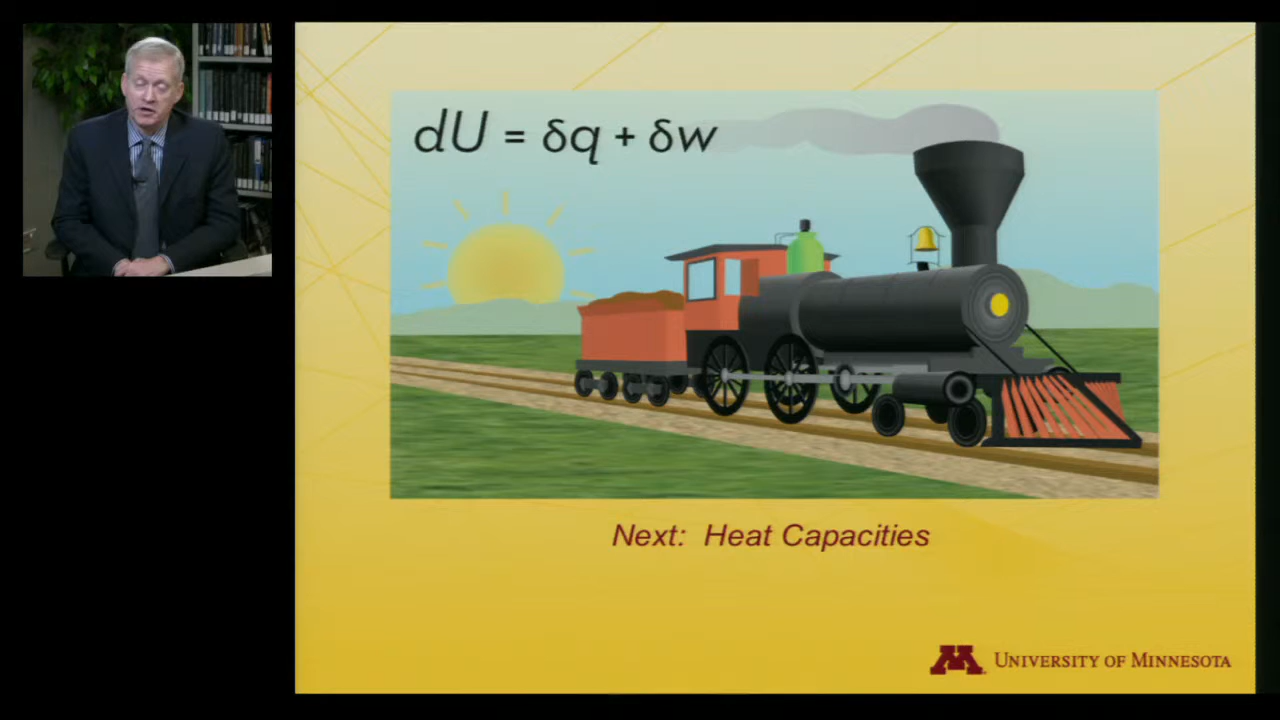 dU = δq + δw
Next: Heat Capacities
M UNIVERSITY OF MINNESOTA